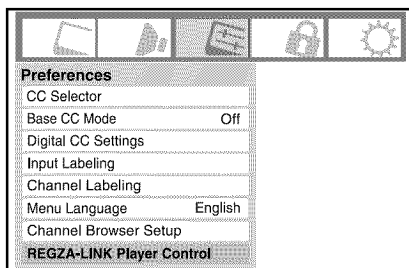 Preferences
CC Selector
Base CC Mode Off
Digital CC Settings
Input Labeling
Channel Labeling
Menu Language English
Channel Browser Setup
REGZA-LINK Player Control